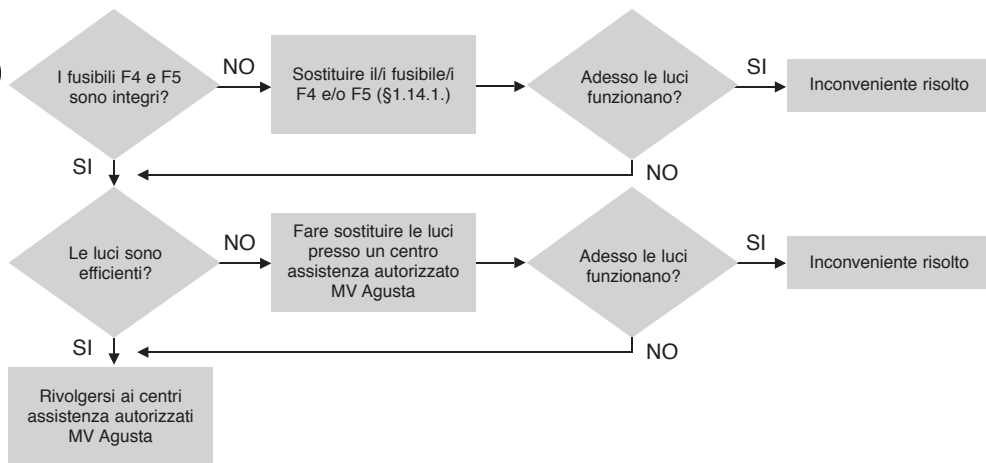 I fusibili F4 e F5
sono integri?
NO
Sostituire il/i fusibile/i
F4 e/o F5 (§1.14.1.)
Adesso le luci
funzionano?
SI
Inconveniente risolto
SI
NO
Le luci sono
efficienti?
NO
Fare sostituire le luci
presso un centro
assistenza autorizzato
MV Agusta
Adesso le luci
funzionano?
SI
Inconveniente risolto
SI
NO
Rivolgersi ai centri
assistenza autorizzati
MV Agusta